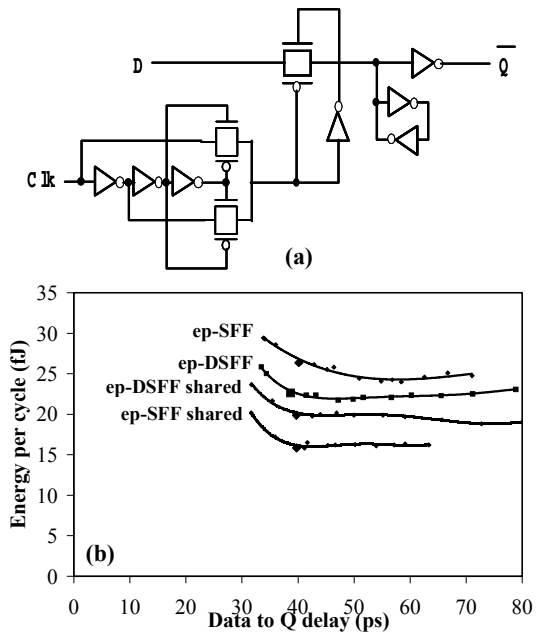 D
Q
Clk
(a)
35
30
25
20
15
10
5
0
Energy per cycle (fJ)
ep-SFF
ep-DSFF
ep-DSFF shared
ep-SFF shared
(b)
0 10 20 30 40 50 60 70 80
Data to Q delay (ps)